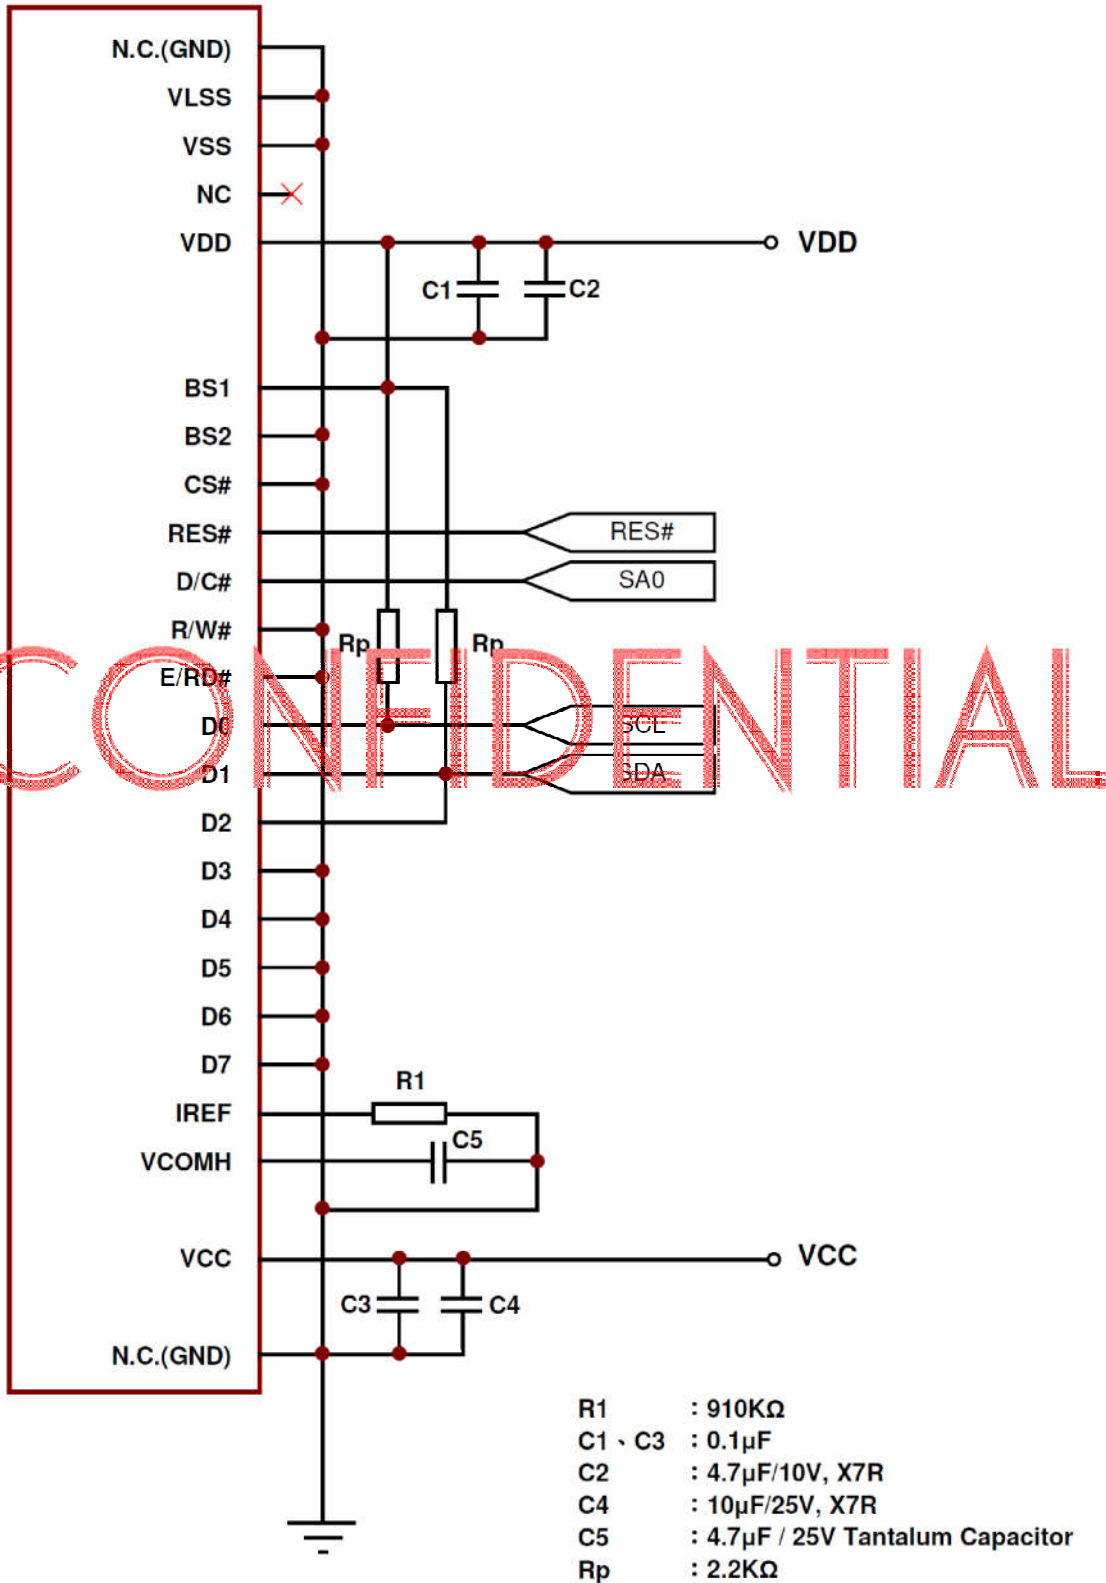 N.C.(GND)
VLSS
VSS
NC
VDD
VDD
C1
C2
BS1
BS2
CS#
RES#
RES#
D/C#
SA0
R/W#
Rp
Rp
E/RD#
CONFIDENTIAL
D0
SCL
D1
SDA
D2
D3
D4
D5
D6
D7
R1
IREF
C5
VCOMH
VCC
VCC
C3
C4
N.C.(GND)
R1 : 910KΩ
C1、C3 : 0.1μF
C2 : 4.7μF/10V, X7R
C4 : 10μF/25V, X7R
C5 : 4.7μF / 25V Tantalum Capacitor
Rp : 2.2KΩ